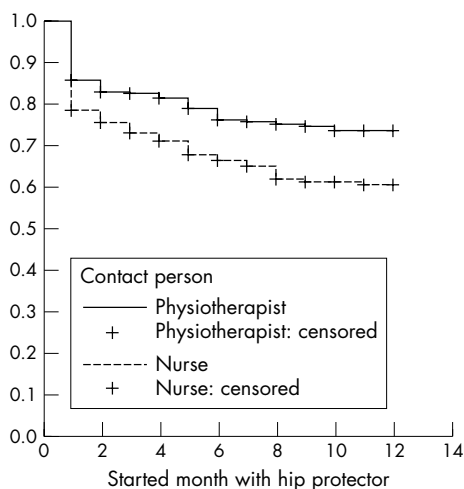 1.0
0.9
0.8
0.7
0.6
0.5
0.4
0.3
0.2
0.1
0.0
Contact person
Physiotherapist
Physiotherapist: censored
Nurse
Nurse: censored
0 2 4 6 8 10 12 14
Started month with hip protector